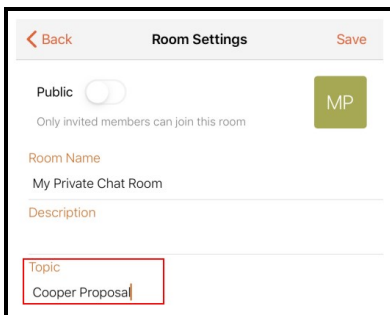 Back Room Settings Save
Public
MP
Only invited members can join this room
Room Name
My Private Chat Room
Description
Topic
Cooper Proposal